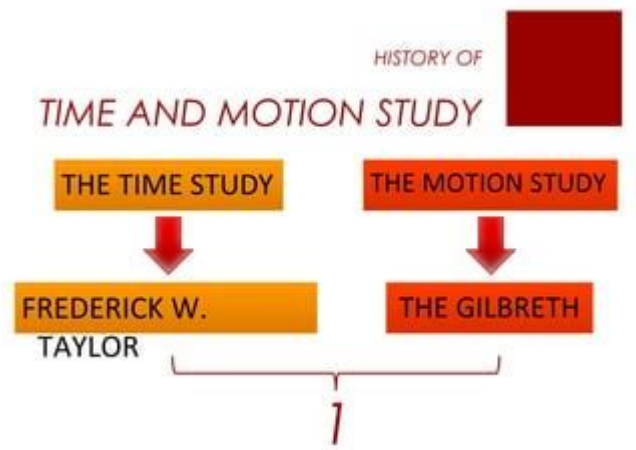 HISTORY OF
TIME AND MOTION STUDY
THE TIME STUDY
THE MOTION STUDY
FREDERICK W.
TAYLOR
THE GILBRETH
1